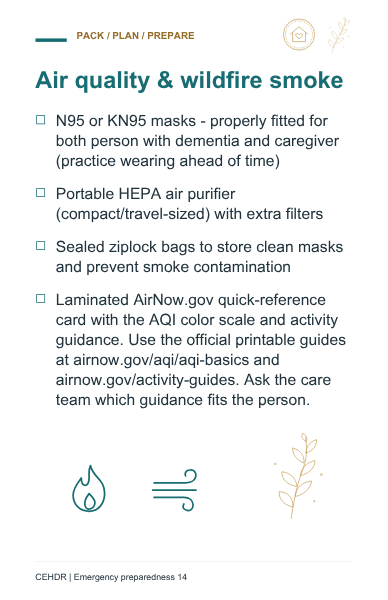 PACK / PLAN / PREPARE
Air quality & wildfire smoke
N95 or KN95 masks - properly fitted for
both person with dementia and caregiver
(practice wearing ahead of time)
Portable HEPA air purifier
(compact/travel-sized) with extra filters
Sealed ziplock bags to store clean masks
and prevent smoke contamination
Laminated AirNow.gov quick-reference
card with the AQI color scale and activity
guidance. Use the official printable guides
at airnow.gov/aqi/aqi-basics and
airnow.gov/activity-guides. Ask the care
team which guidance fits the person.
CEHDR | Emergency preparedness 14